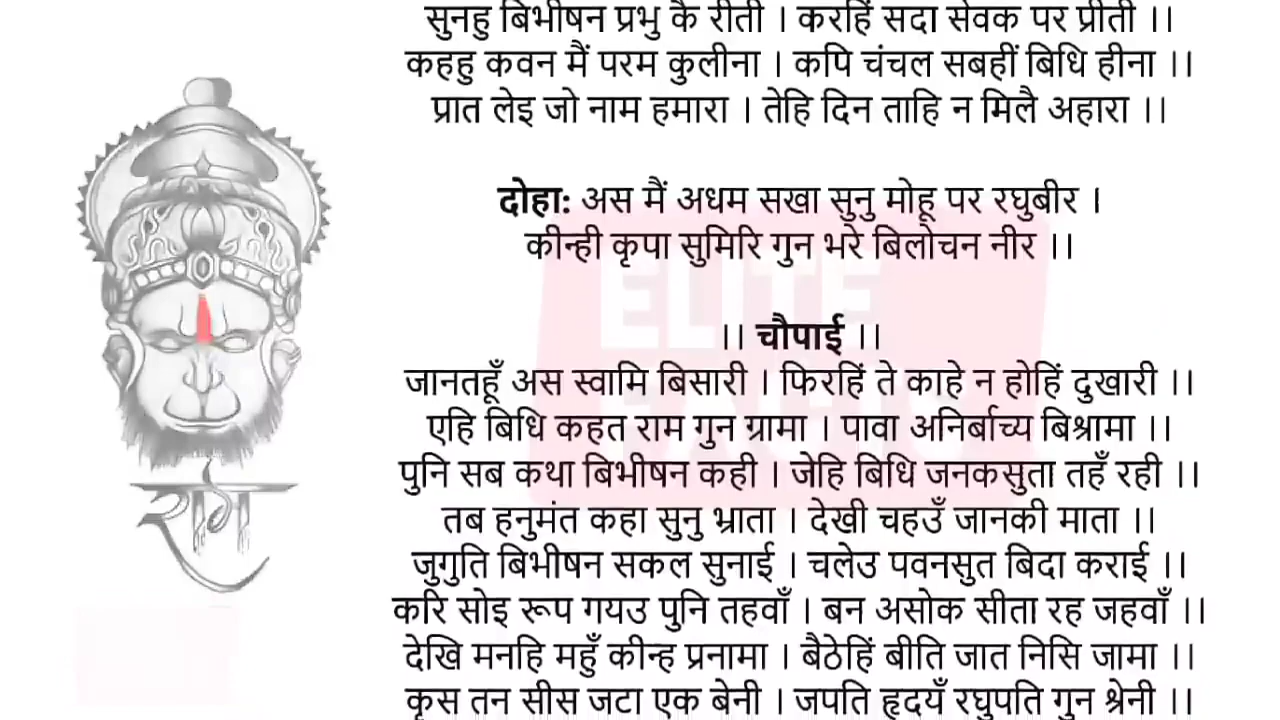 सुनहु बिभीषन प्रभु कै रीती । करहिं सदा सेवक पर प्रीती ।।
कहहु कवन मैं परम कुलीना । कपि चंचल सबहीं बिधि हीना ।।
प्रात लेइ जो नाम हमारा । तेहि दिन ताहि न मिलै अहारा ।।
दोहा: अस मैं अधम सखा सुनु मोहू पर रघुबीर ।
कीन्ही कृपा सुमिरि गुन भरे बिलोचन नीर ।।
।। चौपाई ।।
जानतहूँ अस स्वामि बिसारी । फिरहिं ते काहे न होहिं दुखारी ।।
एहि बिधि कहत राम गुन ग्रामा । पावा अनिर्बाच्य बिश्रामा ।।
पुनि सब कथा बिभीषन कही । जेहि बिधि जनकसुता तहँ रही ।।
तब हनुमंत कहा सुनु भ्राता । देखी चहउँ जानकी माता ।।
जुगुति बिभीषन सकल सुनाई । चलेउ पवनसुत बिदा कराई ।।
करि सोइ रूप गयउ पुनि तहवाँ । बन असोक सीता रह जहवाँ ।।
देखि मनहि महुँ कीन्ह प्रनामा । बैठेहिं बीति जात निसि जामा ।।
कृस तन सीस जटा एक बेनी । जपति हृदयँ रघुपति गुन श्रेनी ।।
राम
ELITE
FACTS